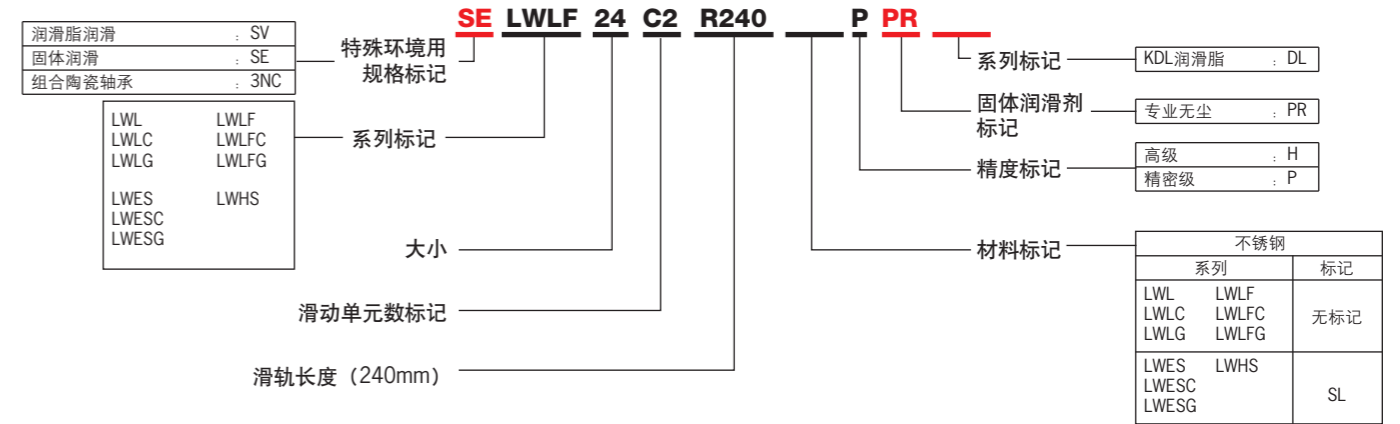 SE LWLF 24 C2 R240 P PR
润滑脂润滑 : SV
固体润滑 : SE
组合陶瓷轴承 : 3NC
特殊环境用
规格标记
LWL LWLF
LWLC LWLFC
LWLG LWLFG
LWES LWHS
LWESC
LWESG
系列标记
大小
滑动单元数标记
滑轨长度（240mm）
系列标记
KDL润滑脂 : DL
固体润滑剂
标记
专业无尘 : PR
精度标记
高级 : H
精密级 : P
材料标记
不锈钢
系列 标记
LWL LWLF
LWLC LWLFC
LWLG LWLFG
无标记
LWES LWHS
LWESC
LWESG
SL